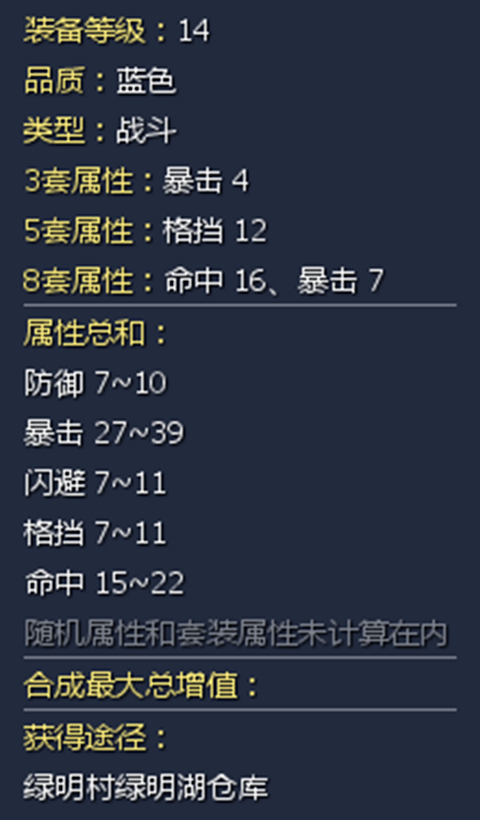 装备等级：14
品质：蓝色
类型：战斗
3套属性：暴击 4
5套属性：格挡 12
8套属性：命中 16、暴击 7
属性总和：
防御 7~10
暴击 27~39
闪避 7~11
格挡 7~11
命中 15~22
随机属性和套装属性未计算在内
合成最大总增值：
获得途径：
绿明村绿明湖仓库